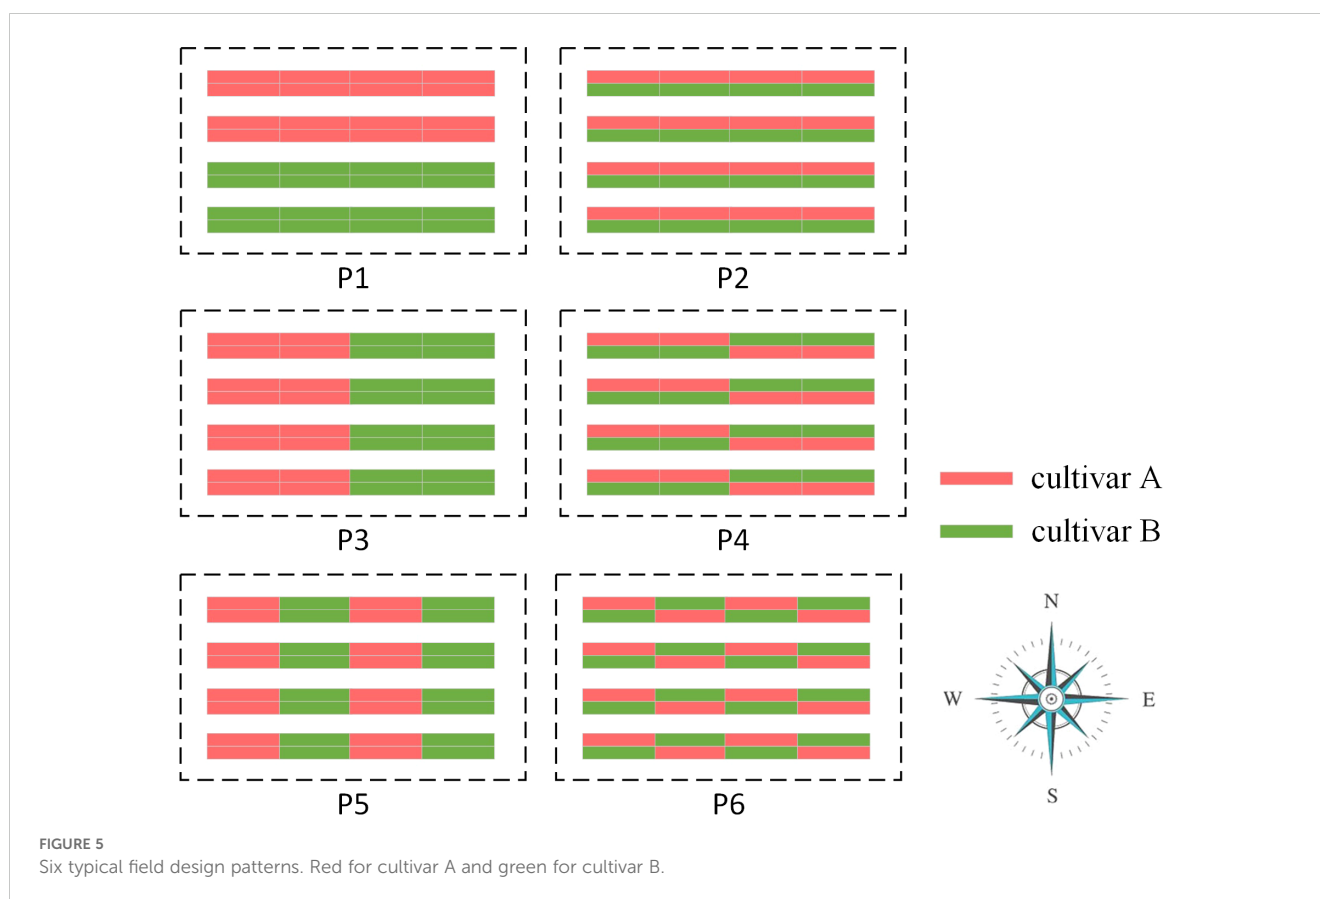 P1
P2
P3
P4
cultivar A
cultivar B
P5
P6
N
W
E
S
FIGURE 5
Six typical field design patterns. Red for cultivar A and green for cultivar B.